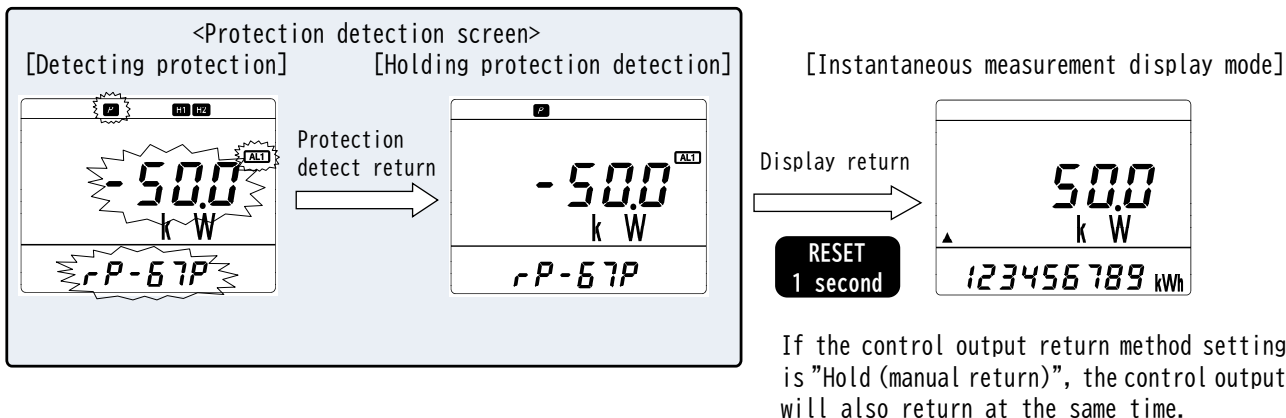 <Protection detection screen>
[Detecting protection]
[Holding protection detection]
[Instantaneous measurement display mode]
P H1 H2
AL1
-50.0
k W
rP-67P
Protection
detect return
P
AL1
-50.0
k W
rP-67P
Display return
RESET
1 second
50.0
k W
123456789 kWh
If the control output return method setting
is "Hold (manual return)", the control output
will also return at the same time.